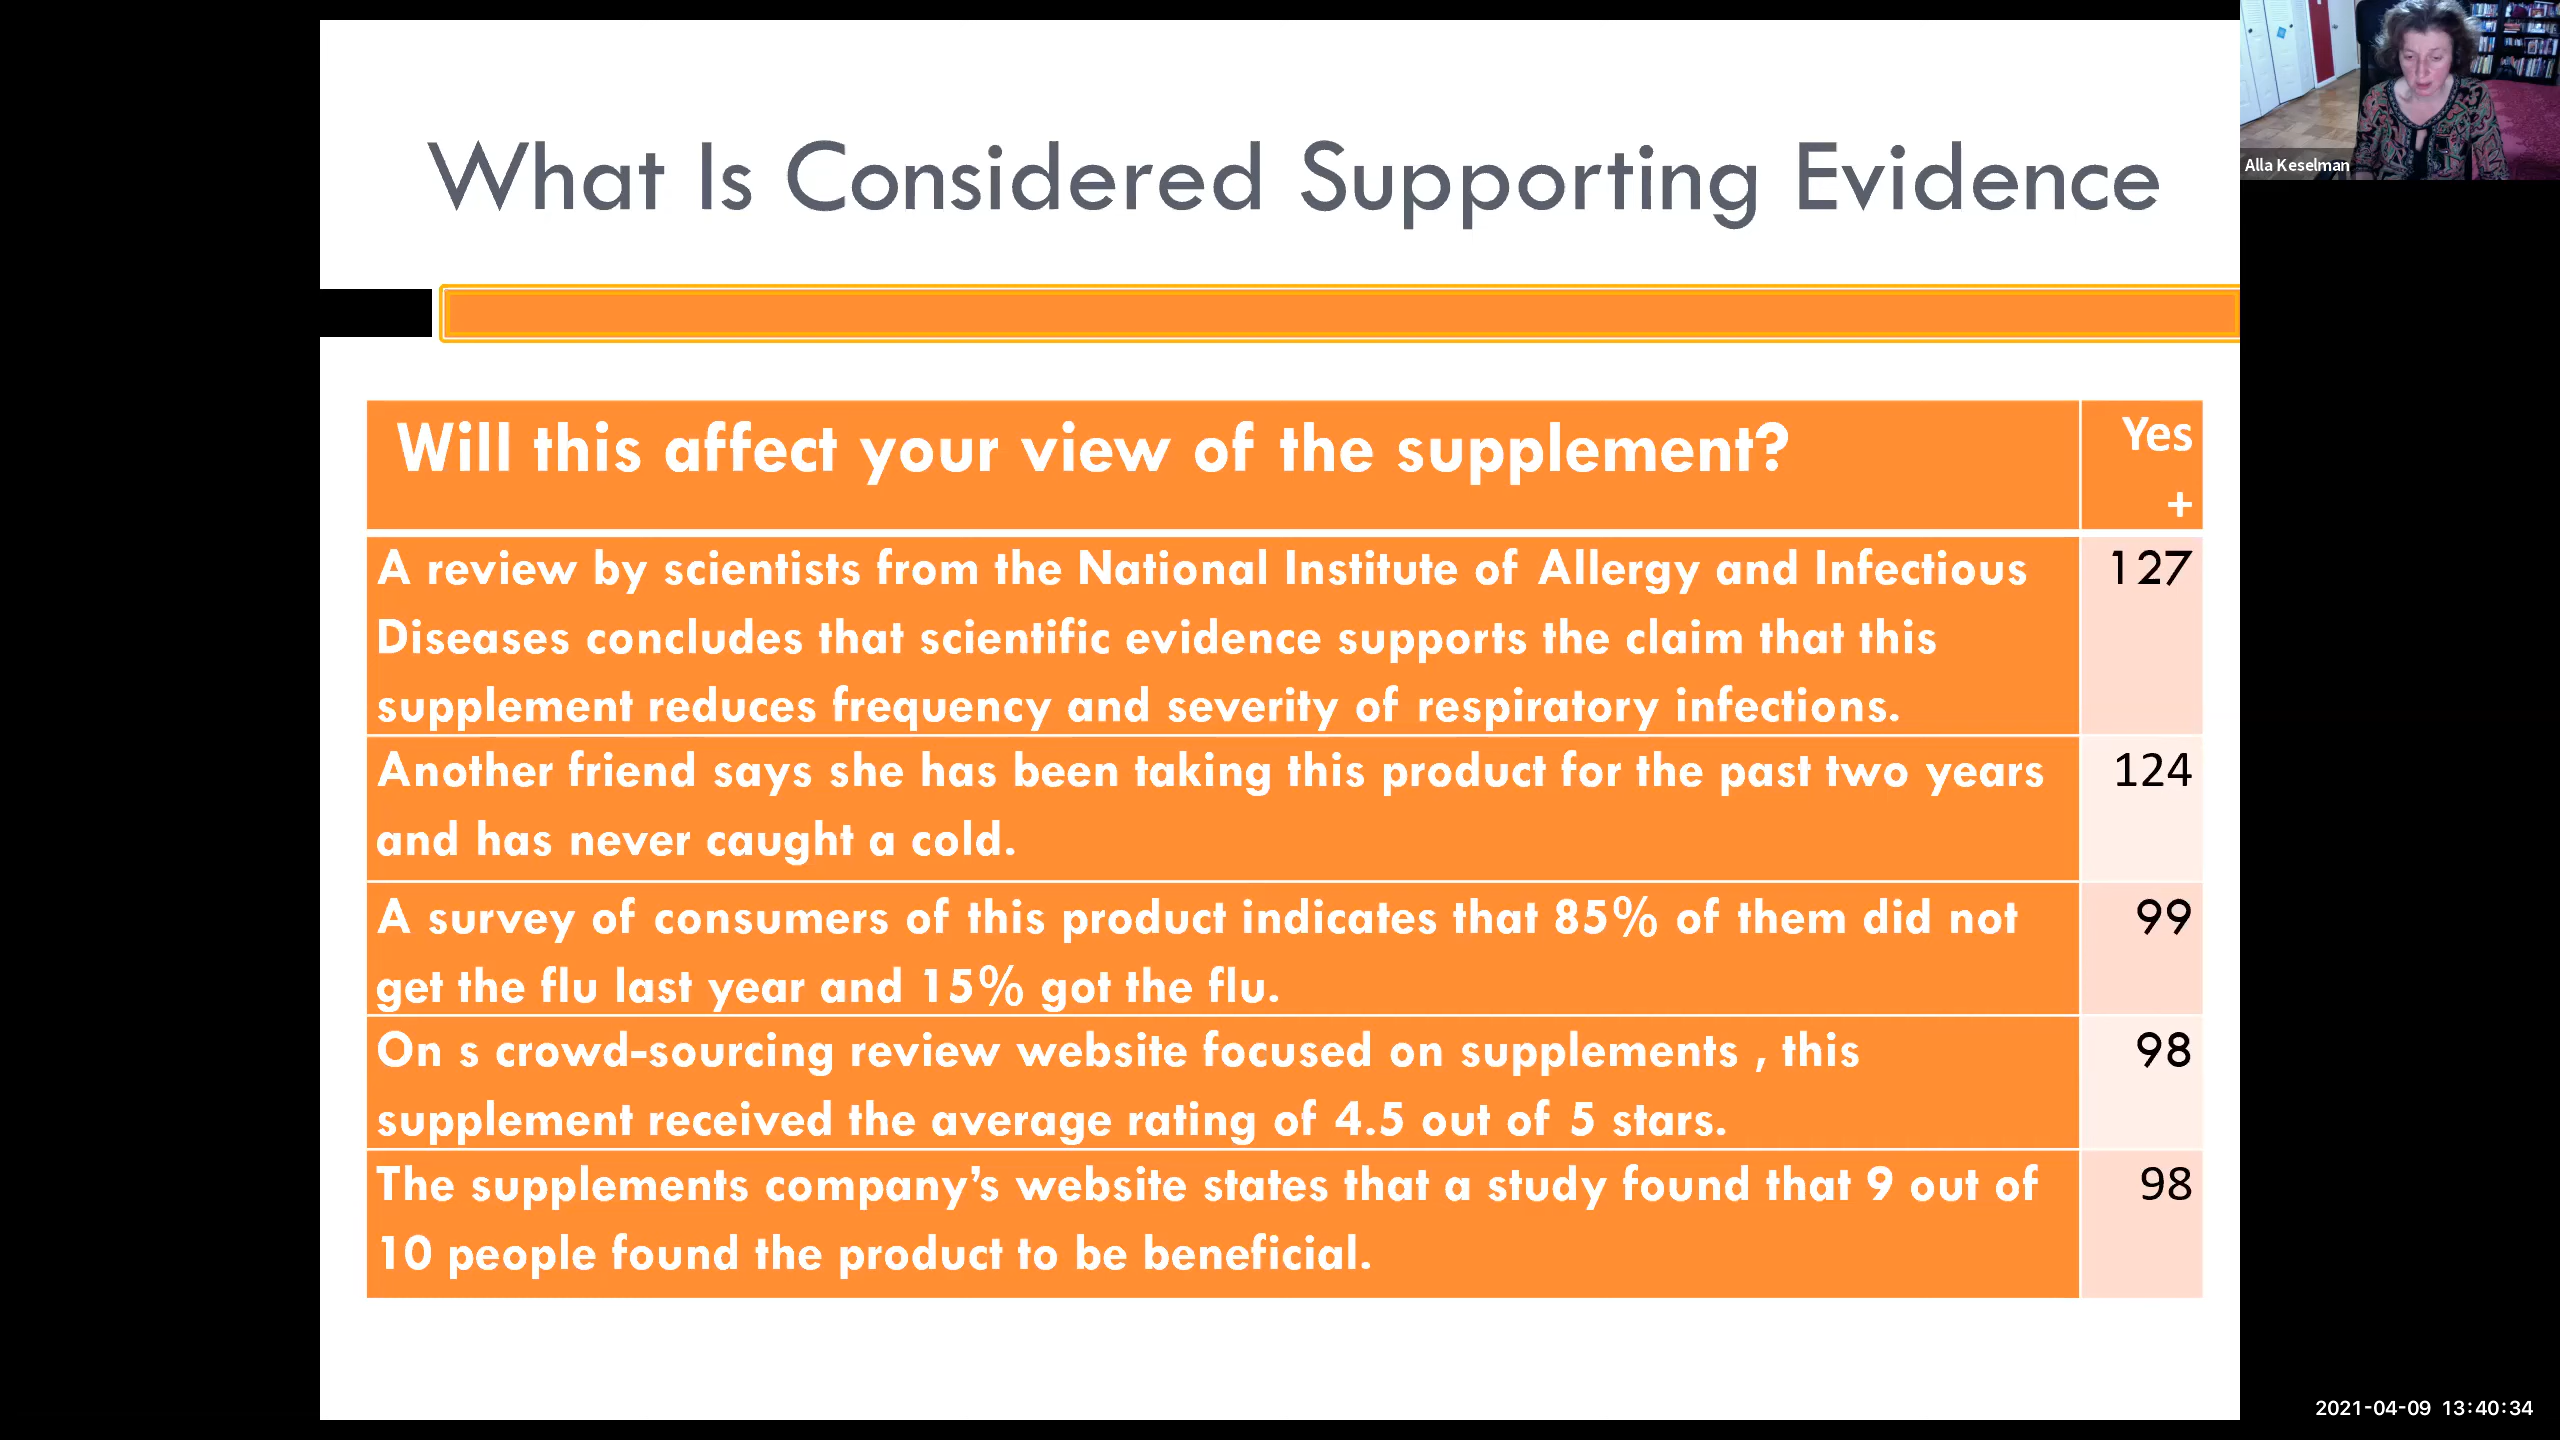 What Is Considered Supporting Evidence
Alla Keselman
Will this affect your view of the supplement?
Yes
+
A review by scientists from the National Institute of Allergy and Infectious
Diseases concludes that scientific evidence supports the claim that this
supplement reduces frequency and severity of respiratory infections.
127
Another friend says she has been taking this product for the past two years
and has never caught a cold.
124
A survey of consumers of this product indicates that 85% of them did not
get the flu last year and 15% got the flu.
99
On s crowd-sourcing review website focused on supplements , this
supplement received the average rating of 4.5 out of 5 stars.
98
The supplements company’s website states that a study found that 9 out of
10 people found the product to be beneficial.
98
2021-04-09 13:40:34